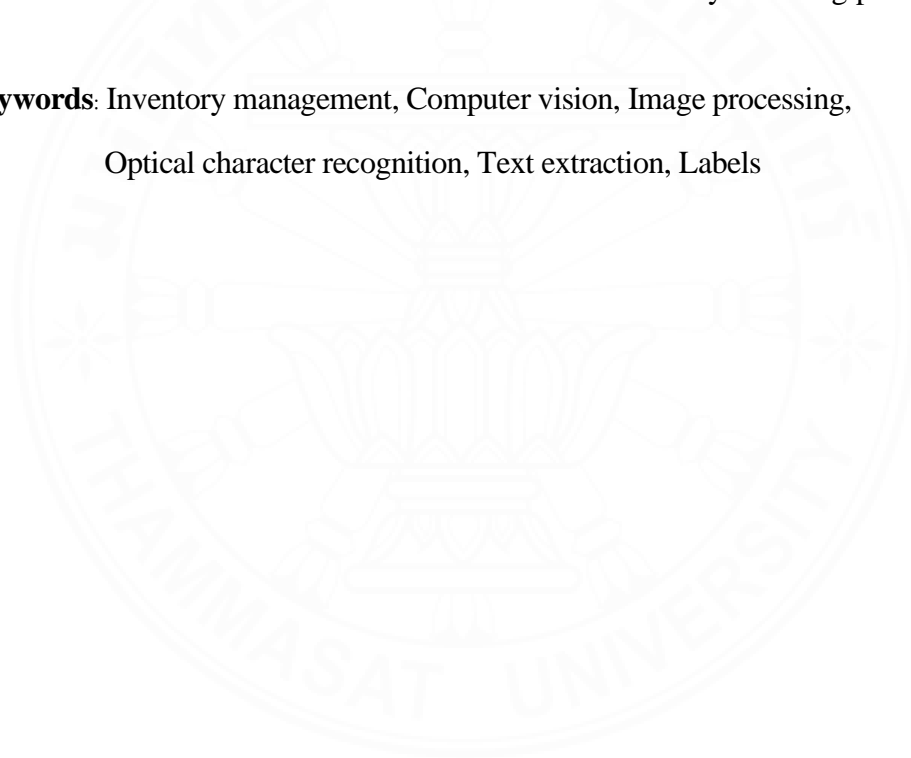 ywords: Inventory management, Computer vision, Image processing,
Optical character recognition, Text extraction, Labels
THAMMASAT UNIVERSITY